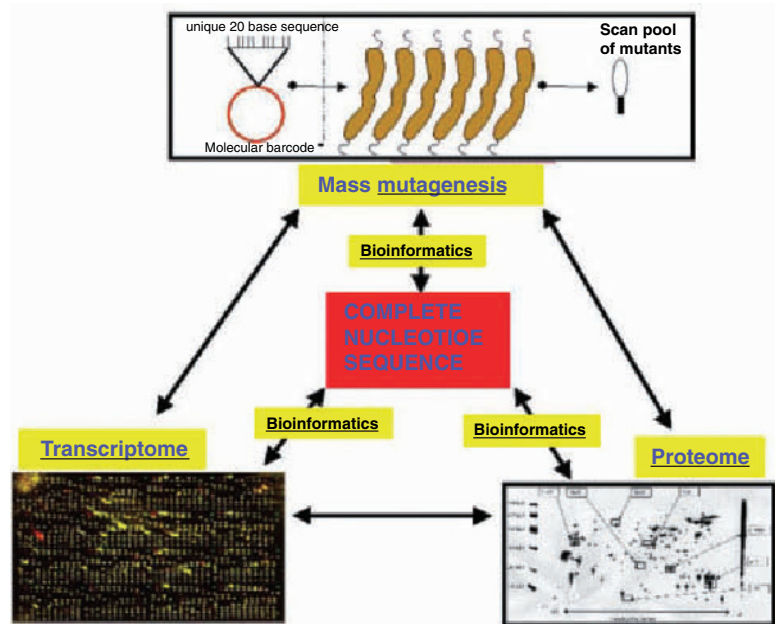 unique 20 base sequence
Scan pool
of mutants
Molecular barcode
Mass mutagenesis
Bioinformatics
COMPLETE
NUCLEOTIOE
SEQUENCE
Bioinformatics
Bioinformatics
Transcriptome
Proteome